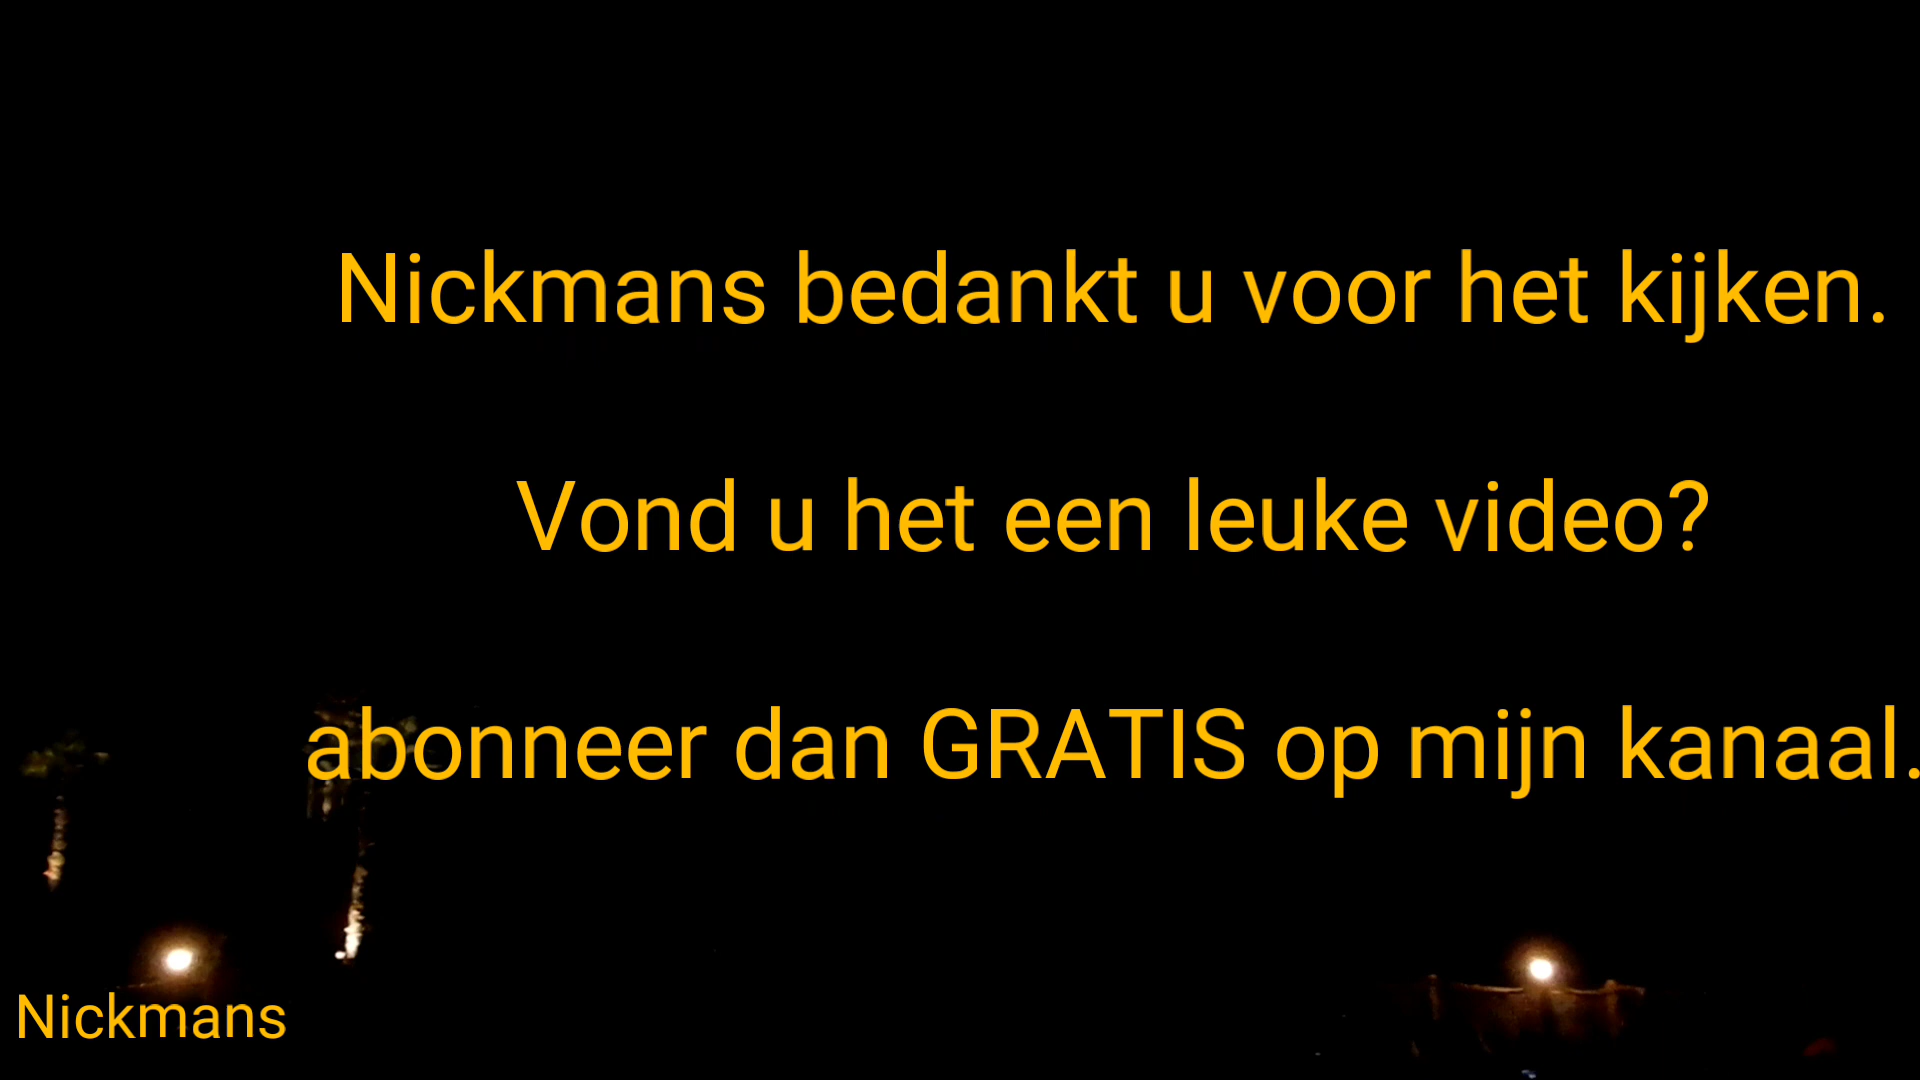 Nickmans bedankt u voor het kijken.
Vond u het een leuke video?
abonneer dan GRATIS op mijn kanaal.
Nickmans